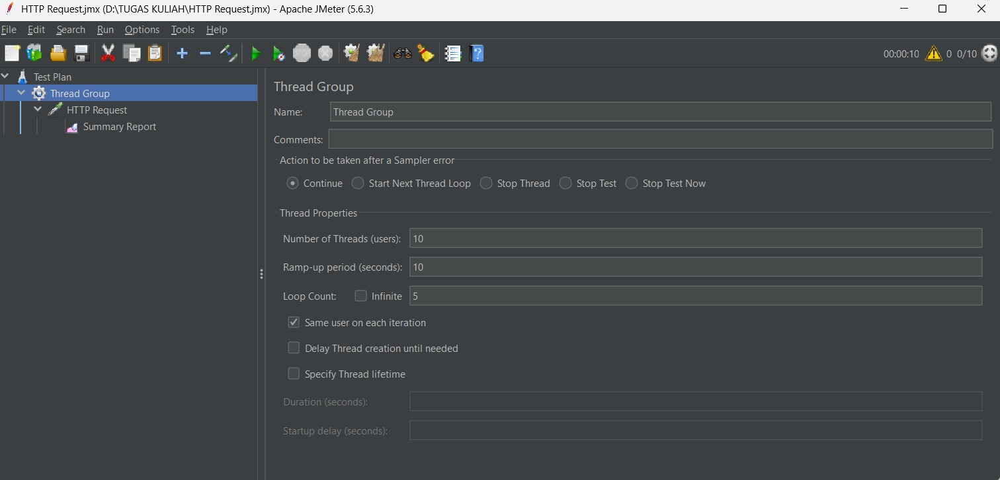 HTTP Request.jmx (D:\TUGAS KULIAH\HTTP Request.jmx) - Apache JMeter (5.6.3)
File Edit Search Run Options Tools Help
STOP 00:00:10 0 0/10
Test Plan
Thread Group
HTTP Request
Summary Report
Thread Group
Name: Thread Group
Comments:
Action to be taken after a Sampler error
Continue Start Next Thread Loop Stop Thread Stop Test Stop Test Now
Thread Properties
Number of Threads (users): 10
Ramp-up period (seconds): 10
Loop Count: Infinite 5
Same user on each iteration
Delay Thread creation until needed
Specify Thread lifetime
Duration (seconds):
Startup delay (seconds):